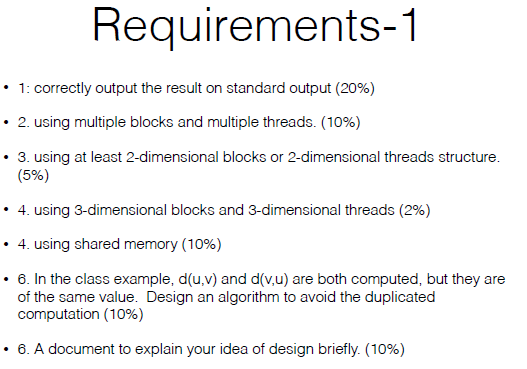 Requirements-1
• 1: correctly output the result on standard output (20%)
• 2. using multiple blocks and multiple threads. (10%)
• 3. using at least 2-dimensional blocks or 2-dimensional threads structure.
(5%)
• 4. using 3-dimensional blocks and 3-dimensional threads (2%)
• 4. using shared memory (10%)
• 6. In the class example, d(u,v) and d(v,u) are both computed, but they are
of the same value.  Design an algorithm to avoid the duplicated
computation (10%)
• 6. A document to explain your idea of design briefly. (10%)